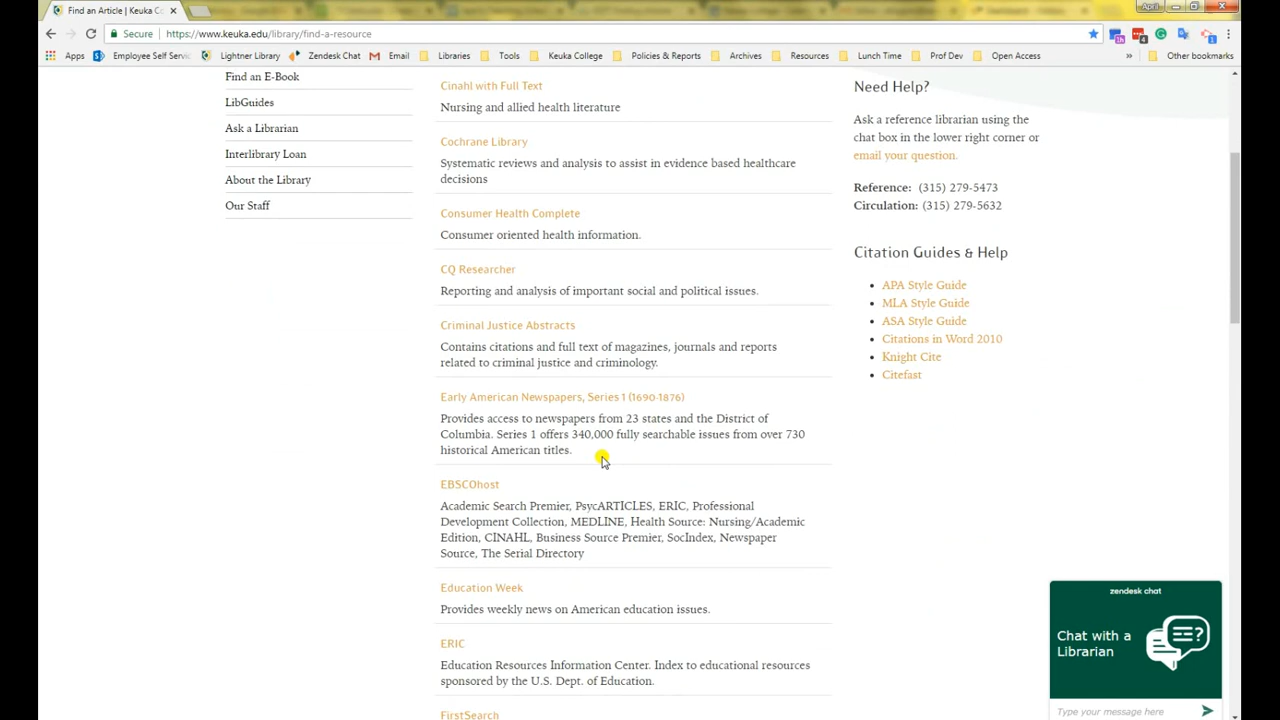 Find an Article | Keuka Co
April
Secure
https://www.keuka.edu/library/find-a-resource
Apps
Employee Self Servi
Lightner Library
Zendesk Chat
Email
Libraries
Tools
Keuka College
Policies & Reports
Archives
Resources
Lunch Time
Prof Dev
Open Access
»
Other bookmarks
Find an E-Book
LibGuides
Ask a Librarian
Interlibrary Loan
About the Library
Our Staff
Cinahl with Full Text
Nursing and allied health literature
Cochrane Library
Systematic reviews and analysis to assist in evidence based healthcare
decisions
Consumer Health Complete
Consumer oriented health information.
CQ Researcher
Reporting and analysis of important social and political issues.
Criminal Justice Abstracts
Contains citations and full text of magazines, journals and reports
related to criminal justice and criminology.
Early American Newspapers, Series 1 (1690-1876)
Provides access to newspapers from 23 states and the District of
Columbia. Series 1 offers 340,000 fully searchable issues from over 730
historical American titles.
EBSCOhost
Academic Search Premier, PsycARTICLES, ERIC, Professional
Development Collection, MEDLINE, Health Source: Nursing/Academic
Edition, CINAHL, Business Source Premier, SocIndex, Newspaper
Source, The Serial Directory
Education Week
Provides weekly news on American education issues.
ERIC
Education Resources Information Center. Index to educational resources
sponsored by the U.S. Dept. of Education.
FirstSearch
Need Help?
Ask a reference librarian using the
chat box in the lower right corner or
email your question.
Reference: (315) 279-5473
Circulation: (315) 279-5632
Citation Guides & Help
APA Style Guide
MLA Style Guide
ASA Style Guide
Citations in Word 2010
Knight Cite
Citefast
zendesk chat
Chat with a
Librarian
Type your message here